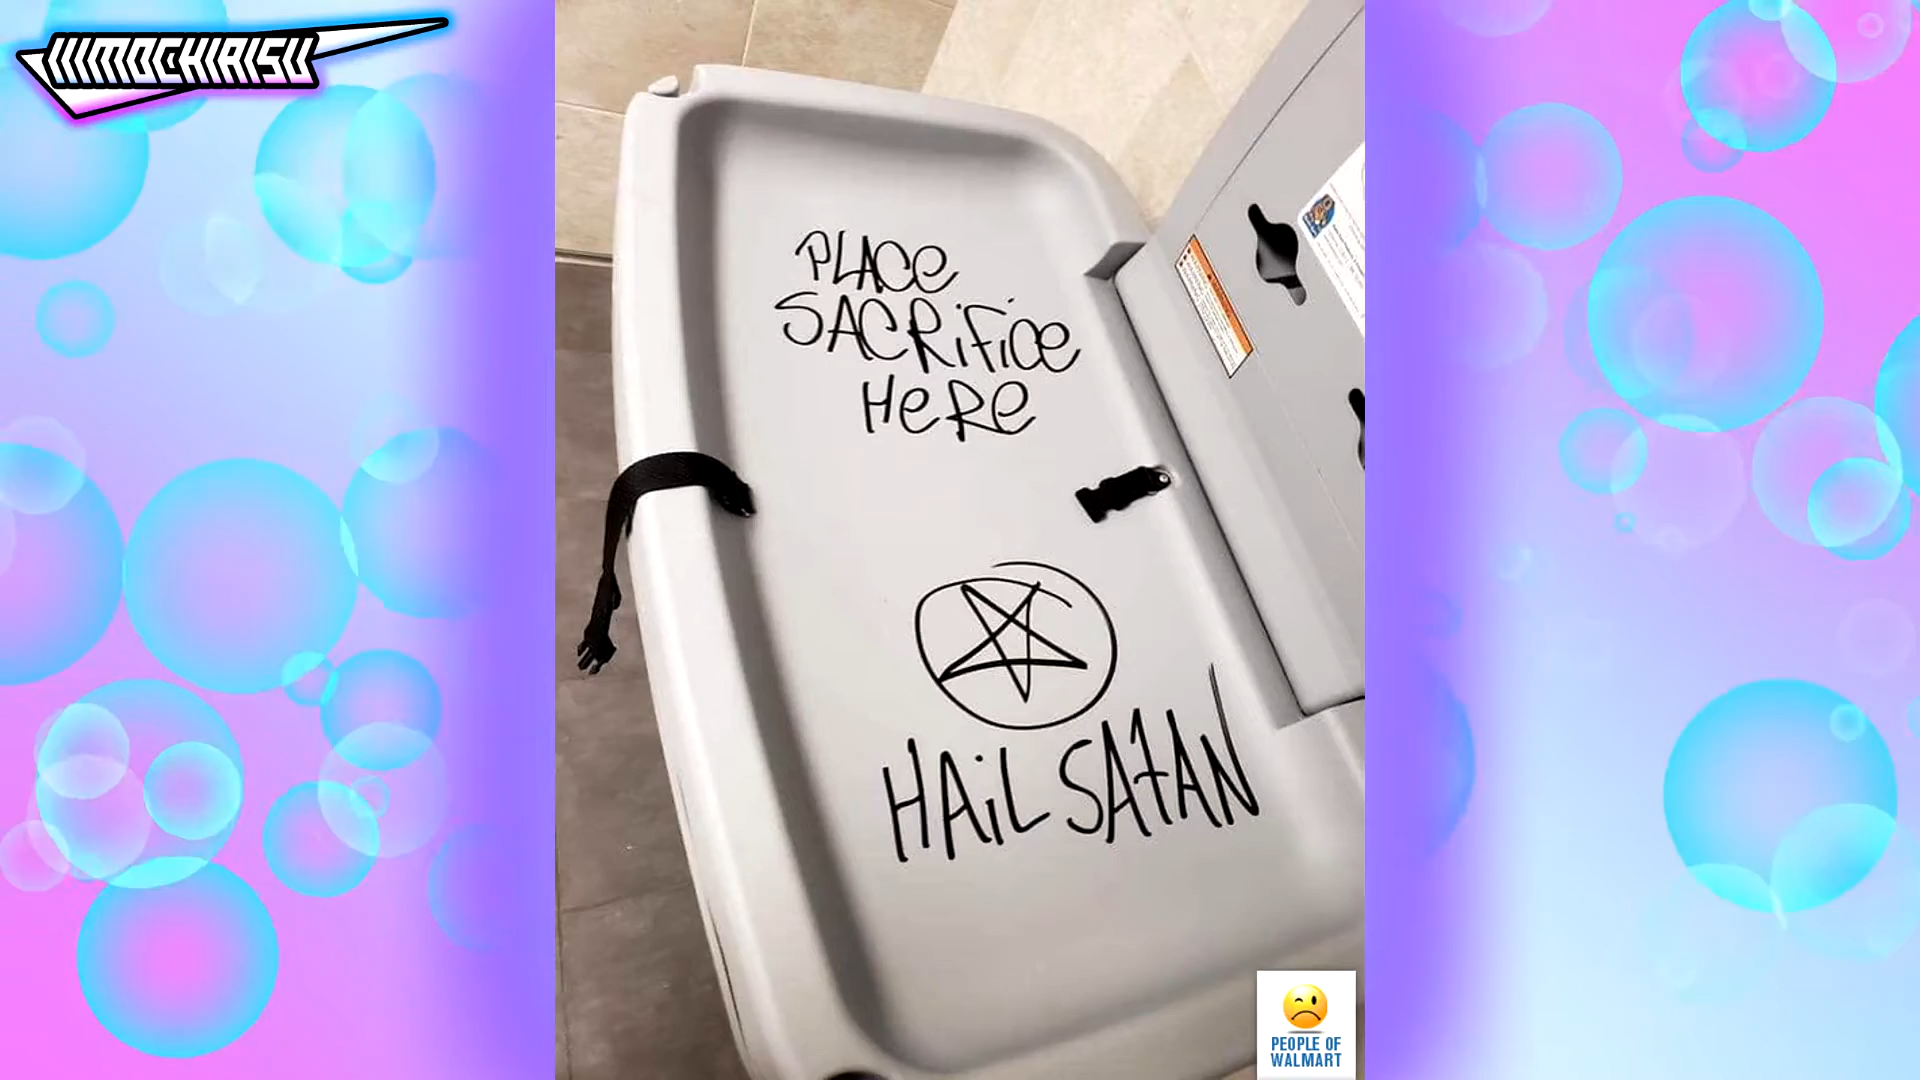 PLACE
SACRiFiCe
HeRe
HAiL SATAN
PEOPLE OF
WALMART